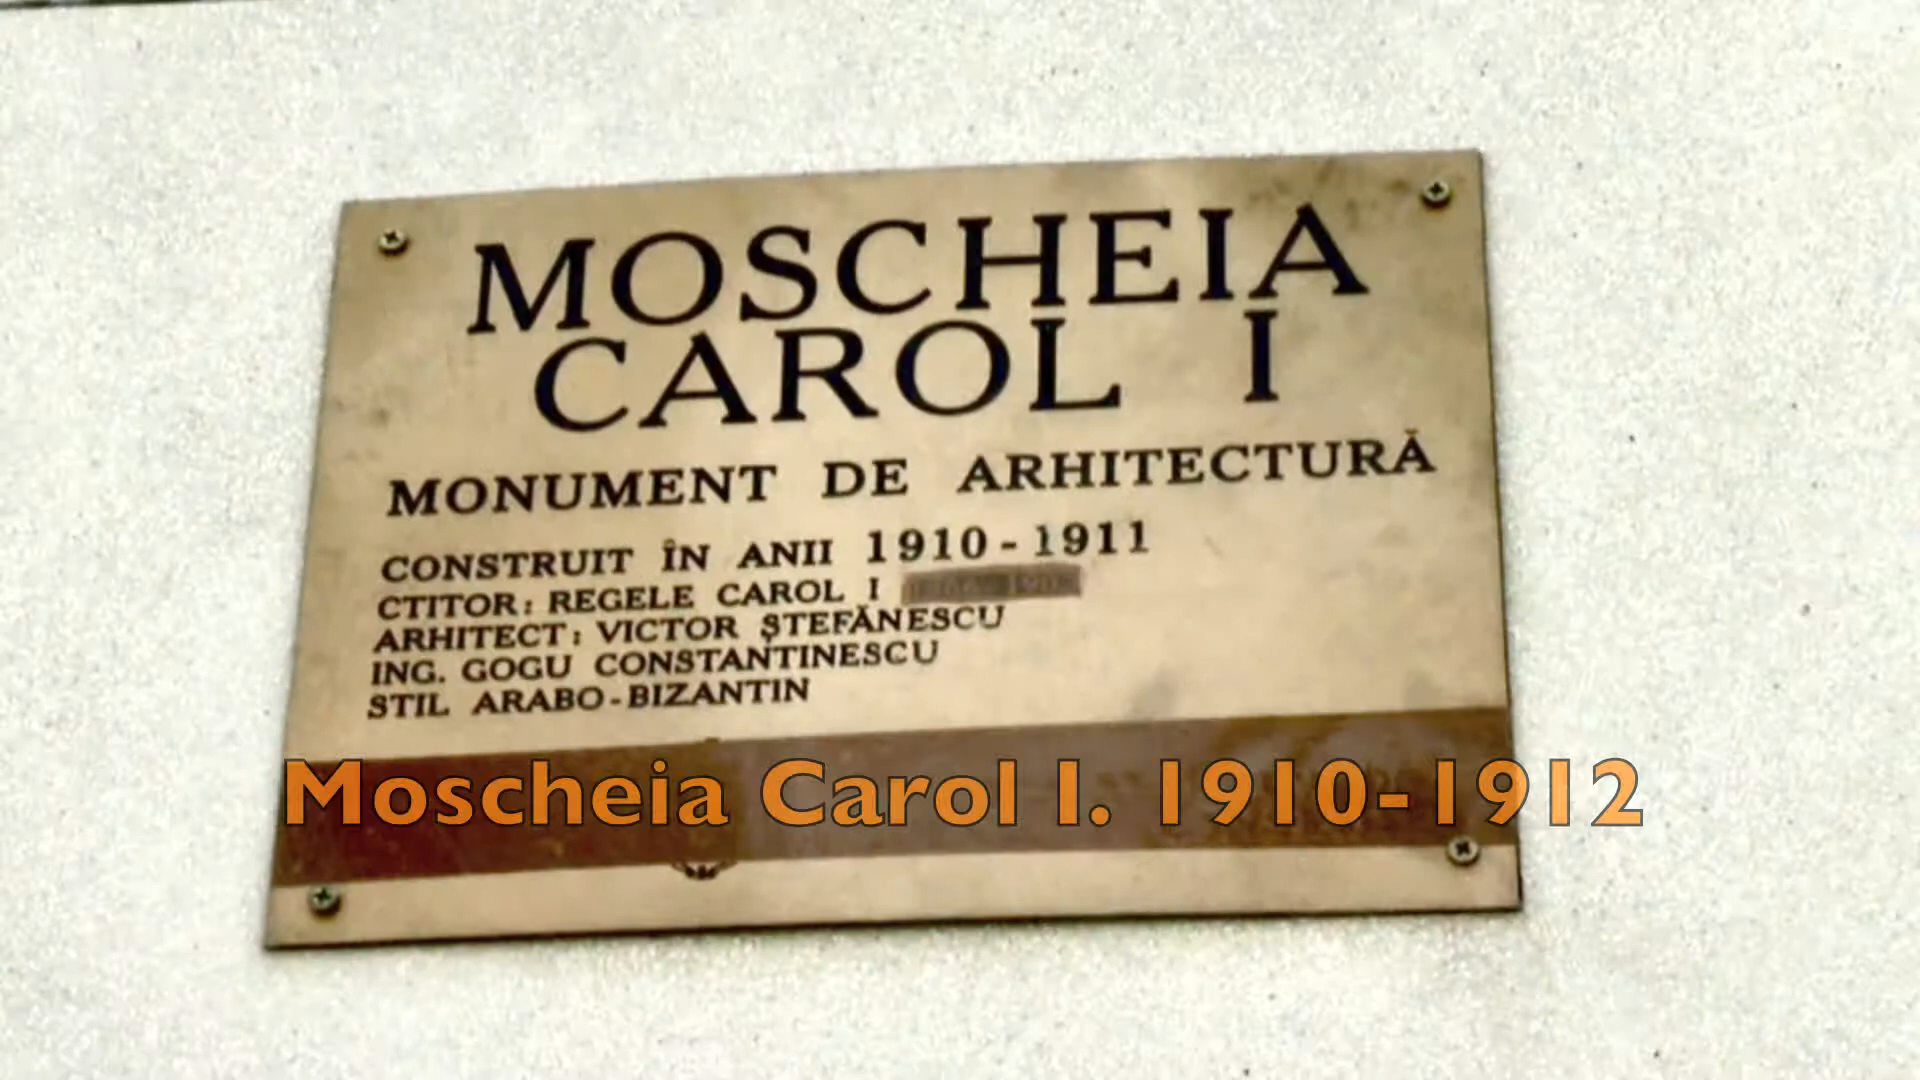 MOSCHEIA
CAROL I
MONUMENT DE ARHITECTURĂ
CONSTRUIT ÎN ANII 1910-1911
CTITOR: REGELE CAROL I
ARHITECT: VICTOR ȘTEFĂNESCU
ING. GOGU CONSTANTINESCU
STIL ARABO-BIZANTIN
Moscheia Carol I. 1910-1912